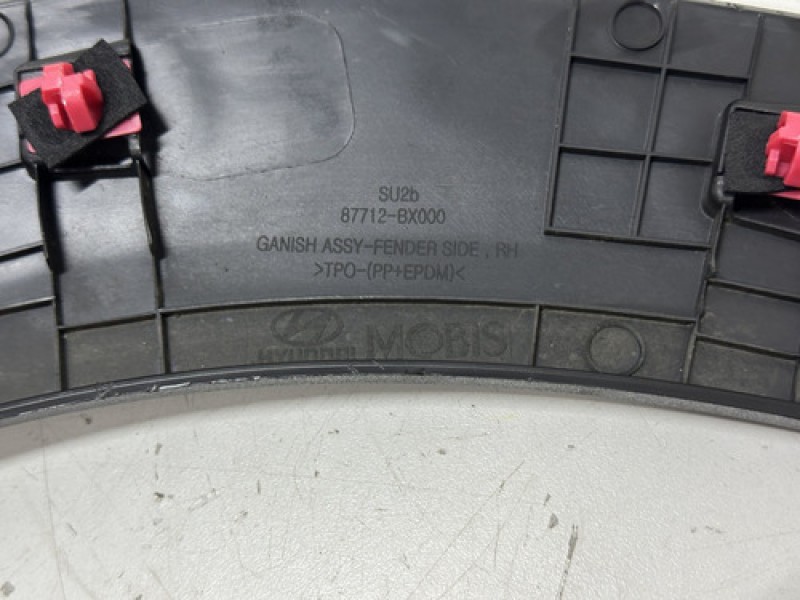 SU2b
87712-BX000
GANISH ASSY-FENDER SIDE , RH
>TPO-(PP+EPDM)<
HYUNDAI MOBIS